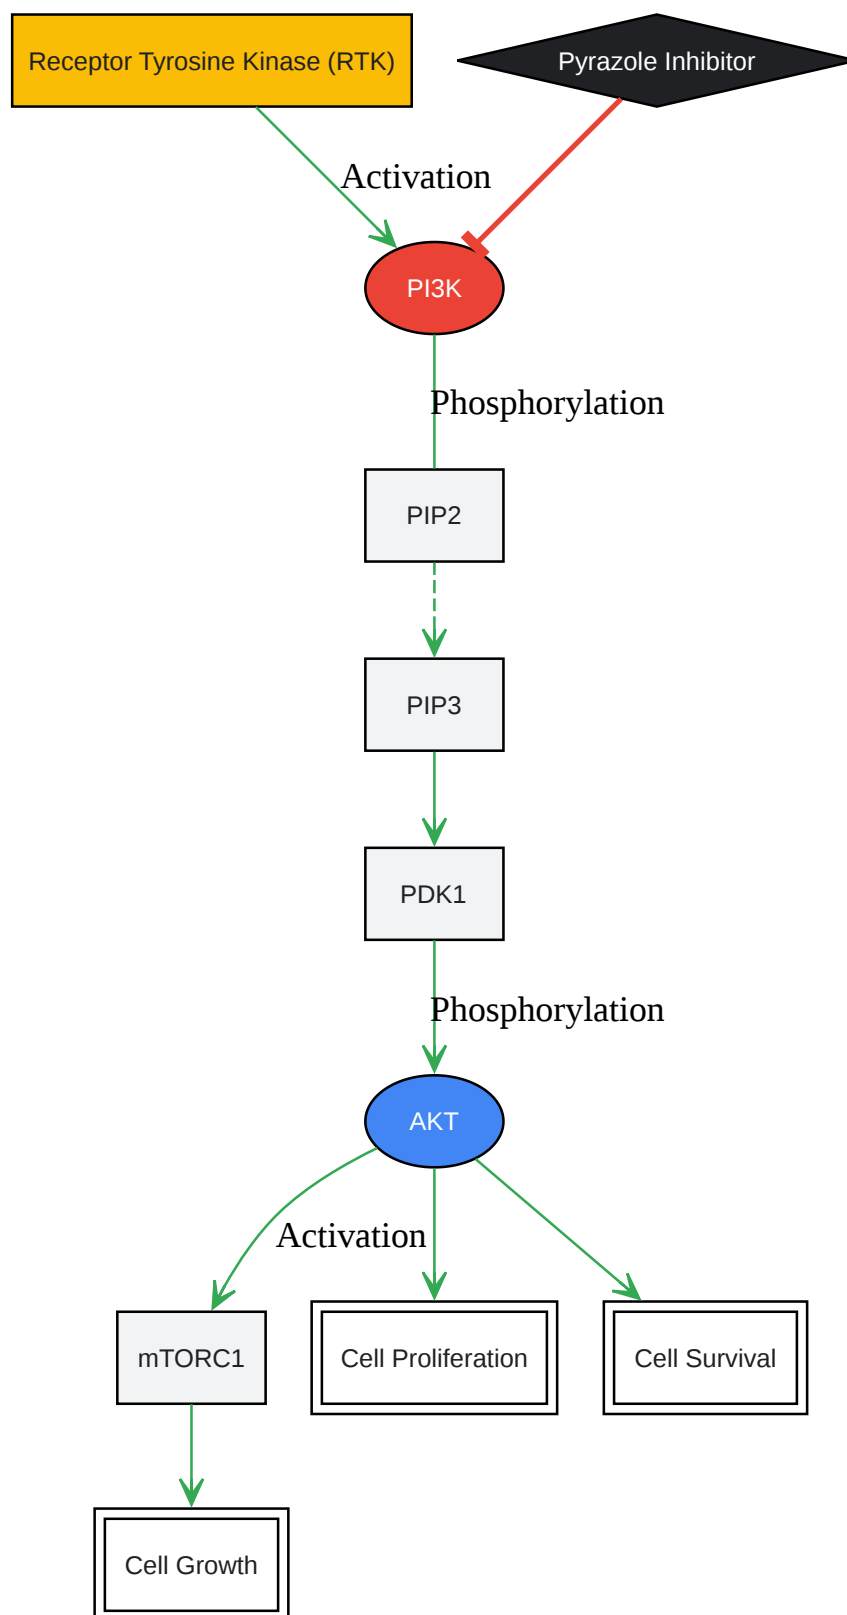 Receptor Tyrosine Kinase (RTK)
Pyrazole Inhibitor
Activation
PI3K
Phosphorylation
PIP2
PIP3
PDK1
Phosphorylation
AKT
Activation
mTORC1
Cell Proliferation
Cell Survival
Cell Growth